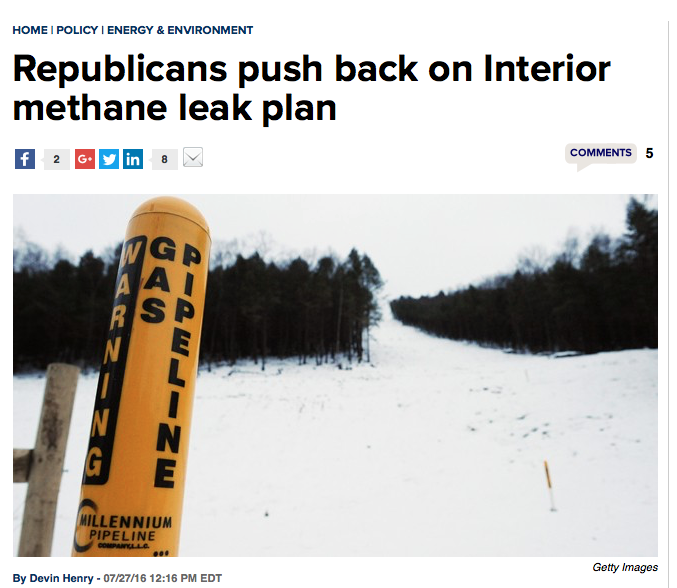 HOME | POLICY | ENERGY & ENVIRONMENT
Republicans push back on Interior
methane leak plan
f 2 G+ in 8
COMMENTS 5
WARNING
GAS
PIPELINE
MILLENNIUM
PIPELINE
COMPANY, L.L.C.
Getty Images
By Devin Henry - 07/27/16 12:16 PM EDT